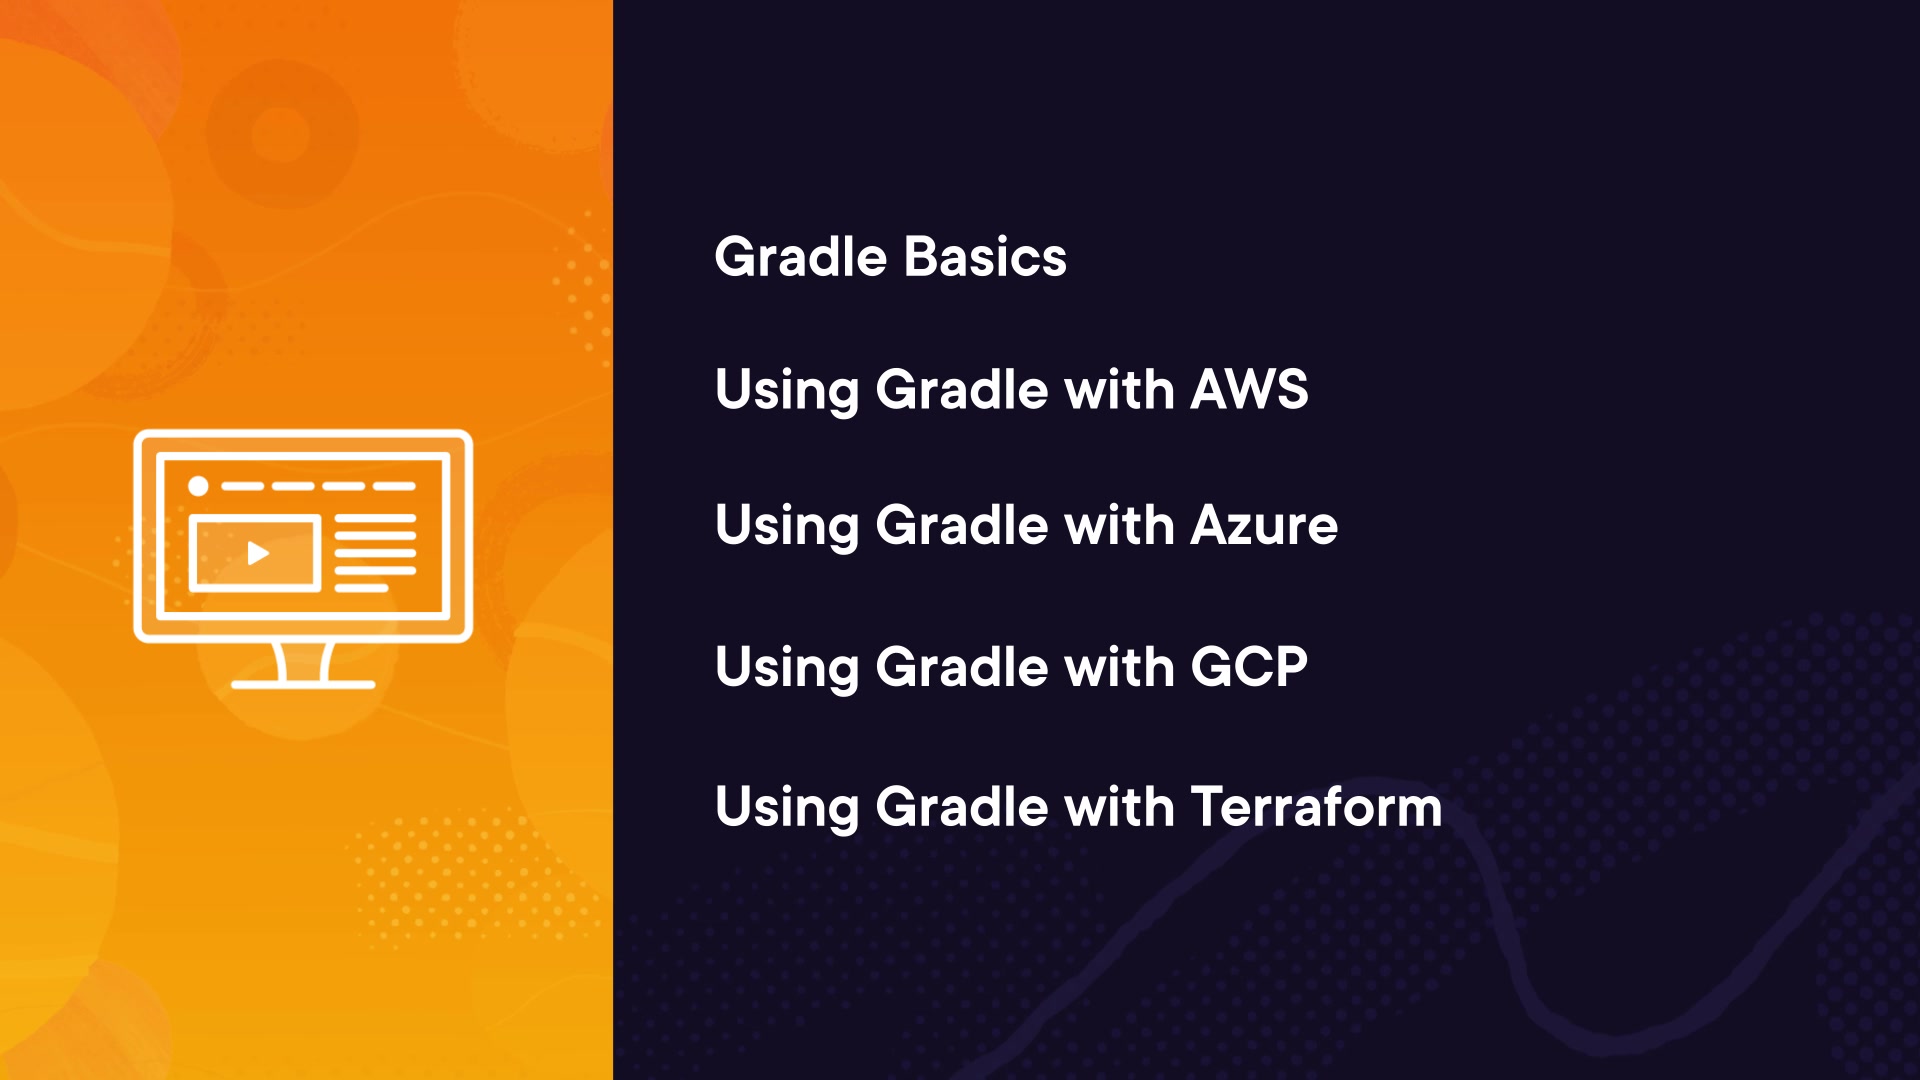 Gradle Basics
Using Gradle with AWS
Using Gradle with Azure
Using Gradle with GCP
Using Gradle with Terraform